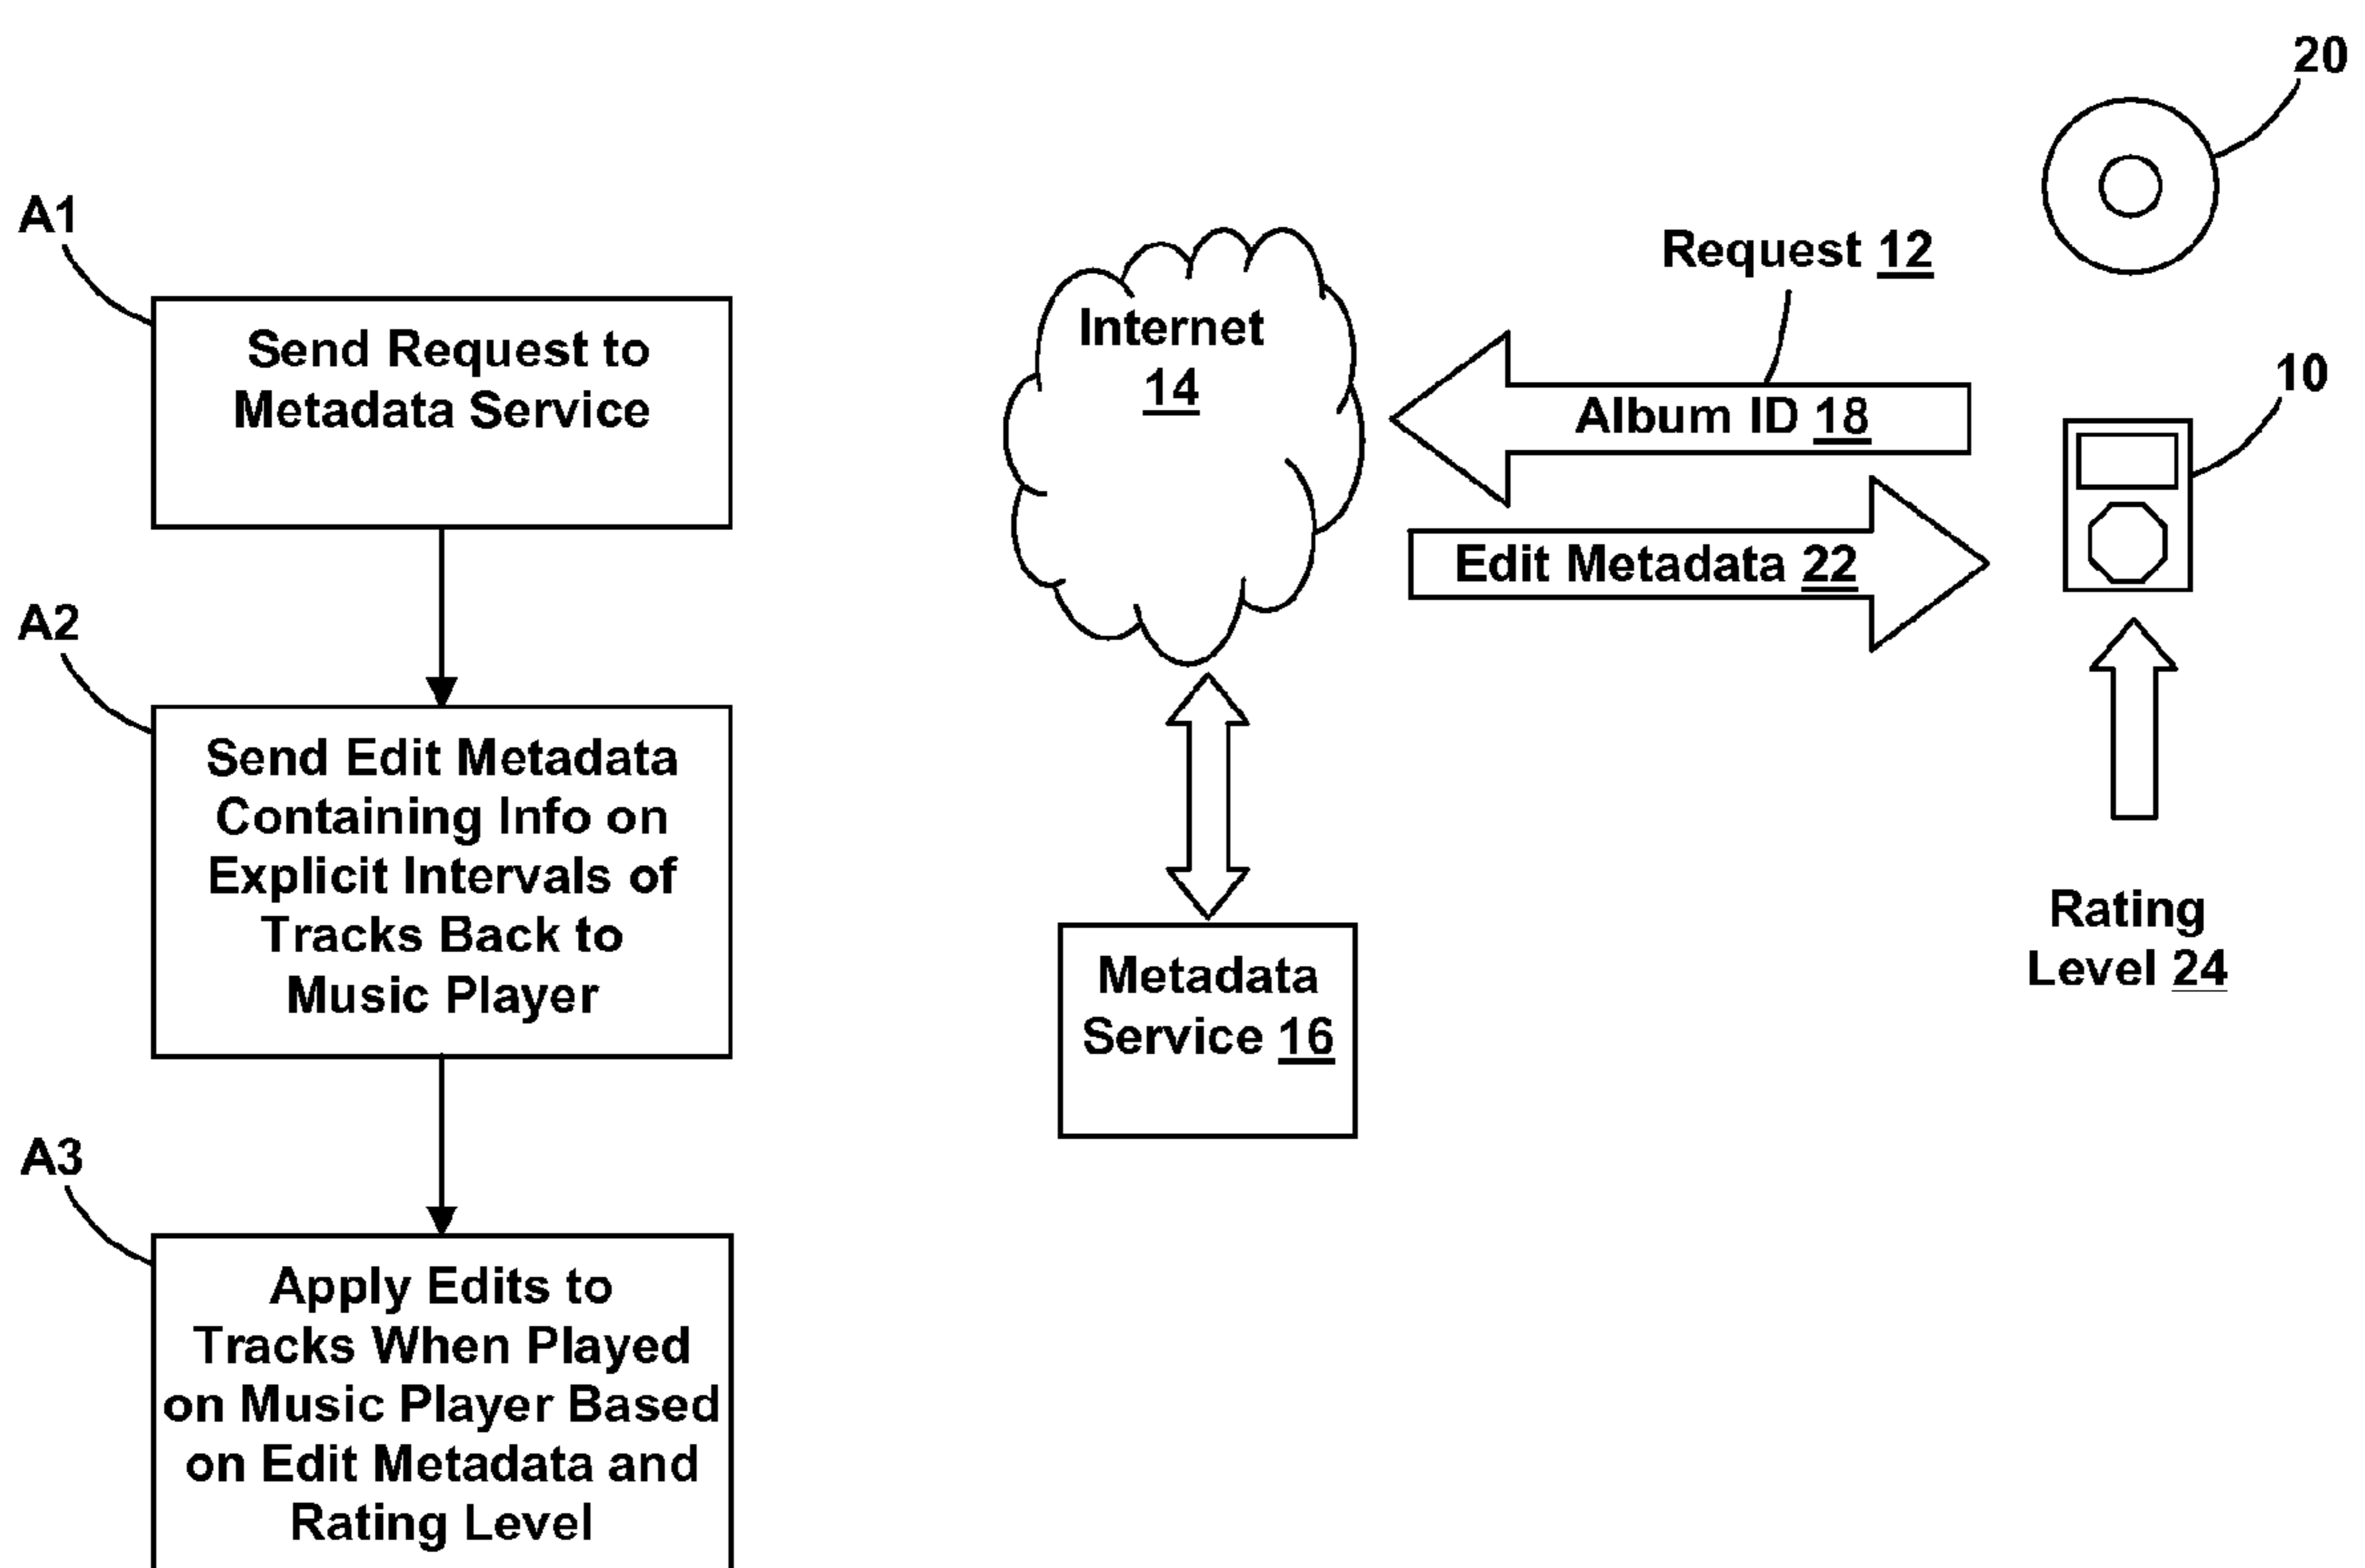 A1
Send Request to
Metadata Service
A2
Send Edit Metadata
Containing Info on
Explicit Intervals of
Tracks Back to
Music Player
A3
Apply Edits to
Tracks When Played
on Music Player Based
on Edit Metadata and
Rating Level
Internet
14
Request 12
Album ID 18
Edit Metadata 22
Metadata
Service 16
20
10
Rating
Level 24